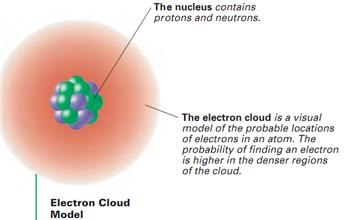 The nucleus contains
protons and neutrons.
The electron cloud is a visual
model of the probable locations
of electrons in an atom. The
probability of finding an electron
is higher in the denser regions
of the cloud.
Electron Cloud
Model